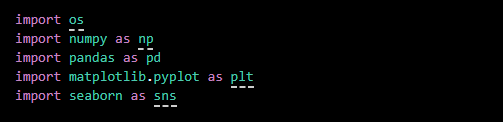 import os
import numpy as np
import pandas as pd
import matplotlib.pyplot as plt
import seaborn as sns